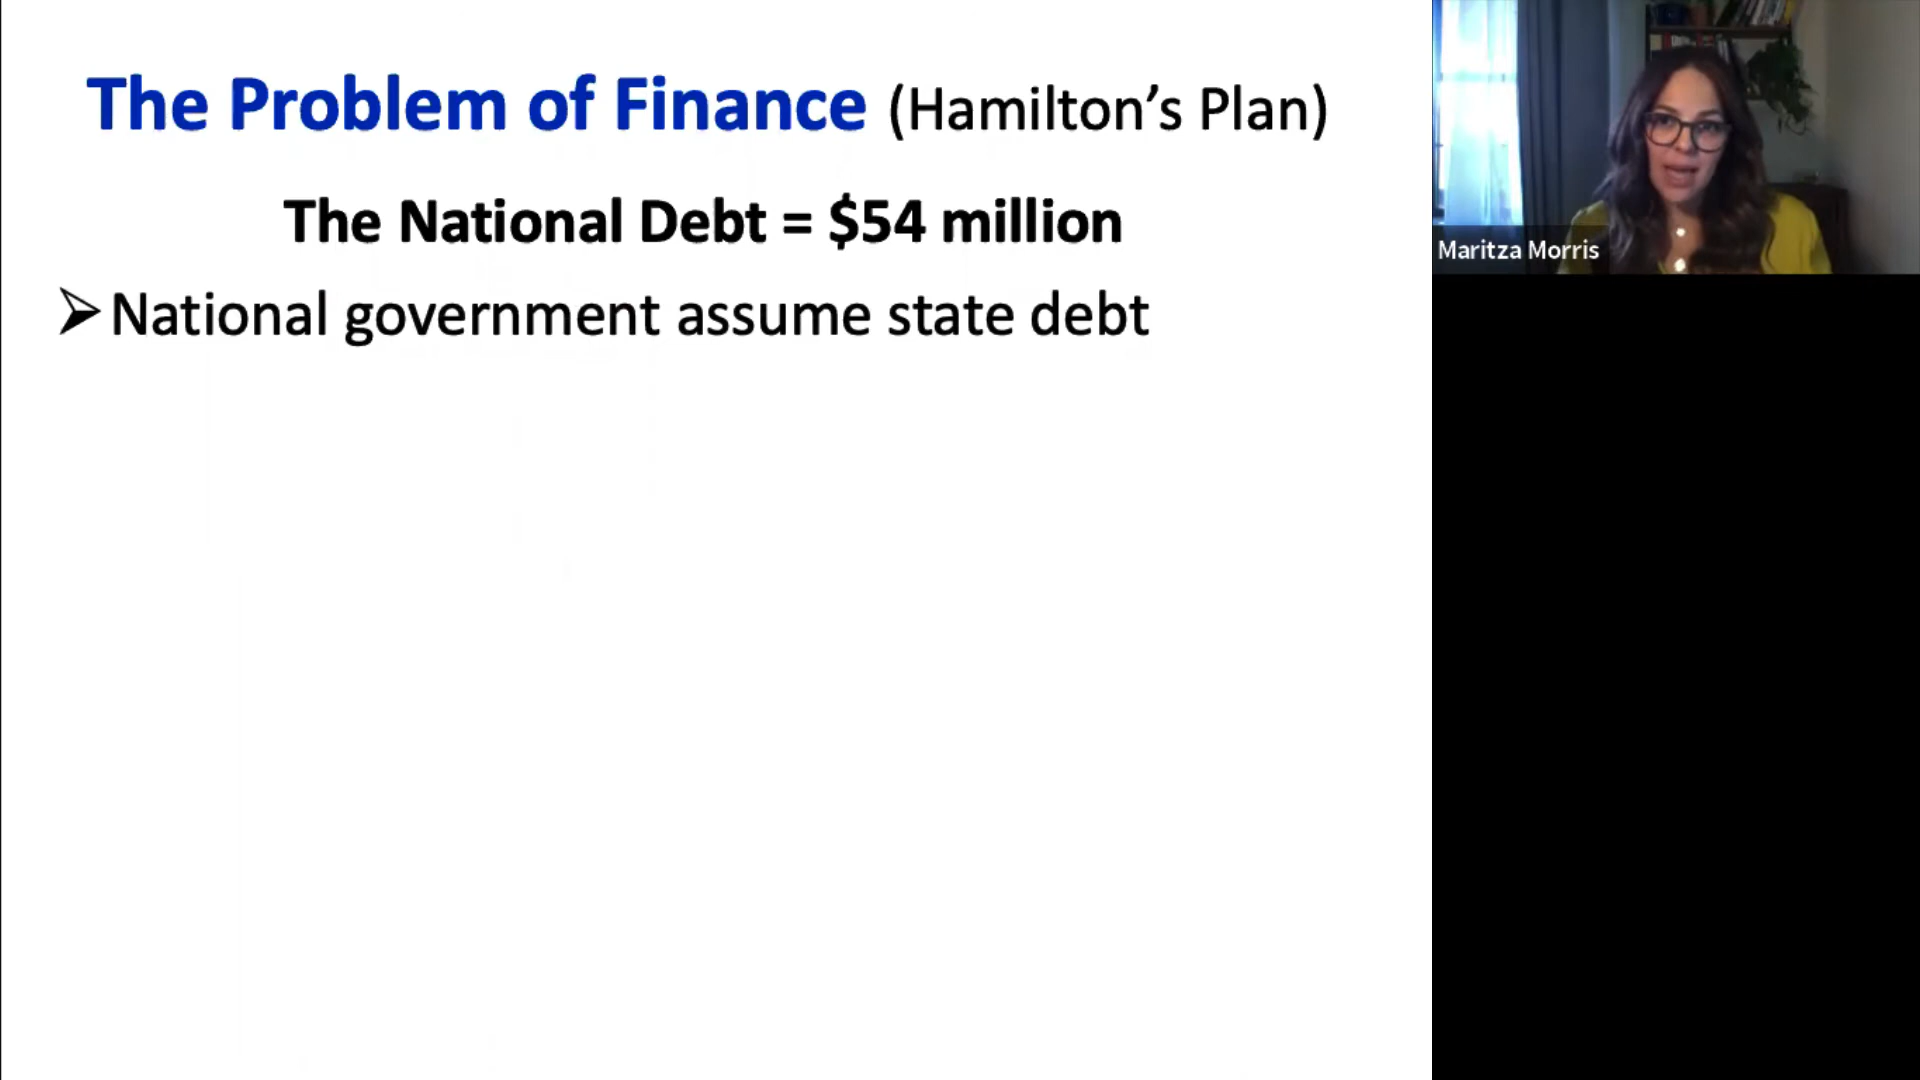 The Problem of Finance (Hamilton’s Plan)
The National Debt = $54 million
➢National government assume state debt
Maritza Morris